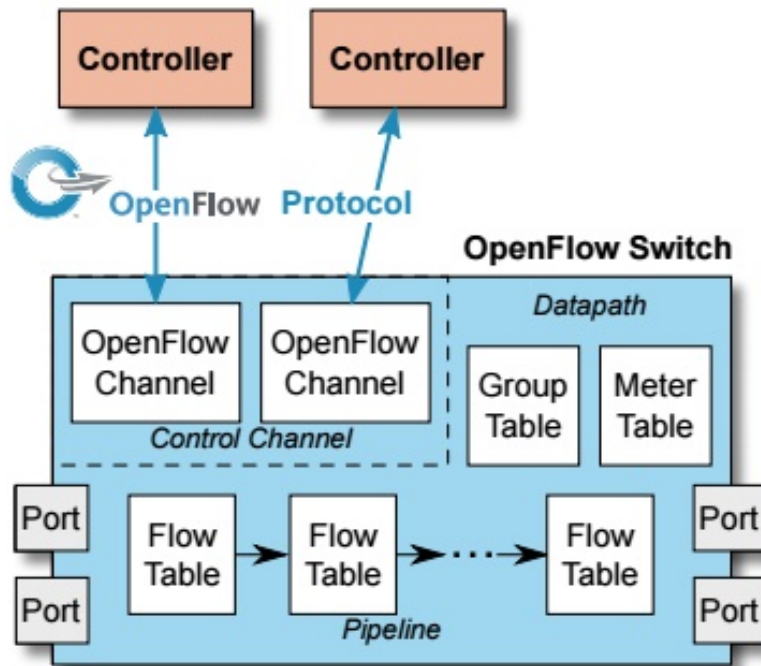 Controller
Controller
OpenFlow
Protocol
OpenFlow Switch
OpenFlow
Channel
OpenFlow
Channel
Control Channel
Datapath
Group
Table
Meter
Table
Port
Port
Flow
Table
Flow
Table
...
Flow
Table
Pipeline
Port
Port